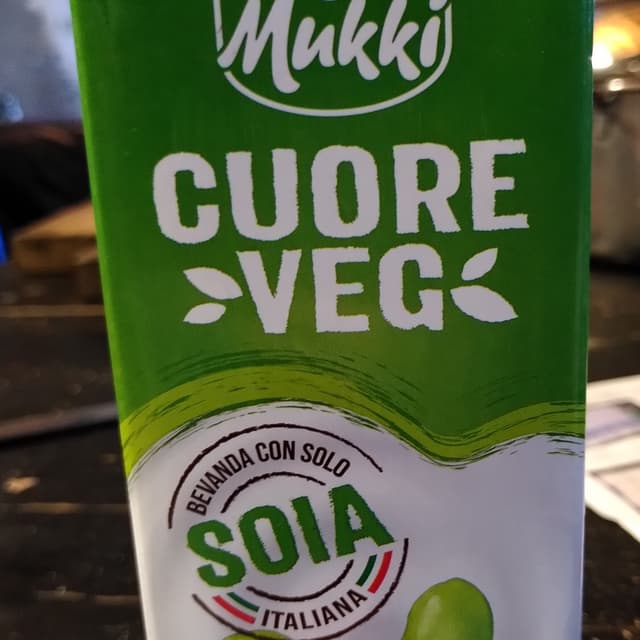 Mukki
CUORE
VEG
BEVANDA CON SOLO
SOIA
ITALIANA